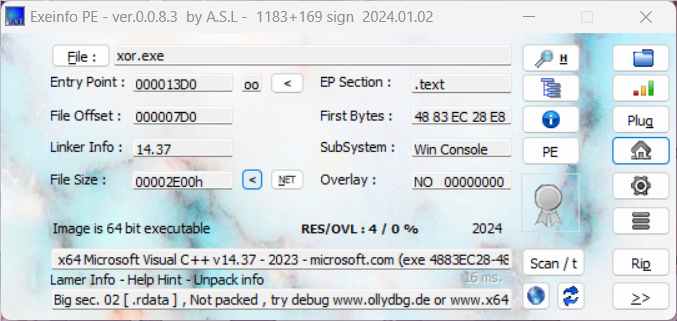 Exeinfo PE - ver.0.0.8.3 by A.S.L - 1183+169 sign 2024.01.02
File : xor.exe H
Entry Point : 000013D0 oo < EP Section : .text
File Offset : 000007D0 First Bytes : 48 83 EC 28 E8 Plug
Linker Info : 14.37 SubSystem : Win Console PE
File Size : 00002E00h < NET Overlay : NO 00000000
Image is 64 bit executable RES/OVL : 4 / 0 % 2024
x64 Microsoft Visual C++ v14.37 - 2023 - microsoft.com (exe 4883EC28-48 Scan / t Rip
Lamer Info - Help Hint - Unpack info 16 ms.
Big sec. 02 [ .rdata ] , Not packed , try debug www.ollydbg.de or www.x64 >>